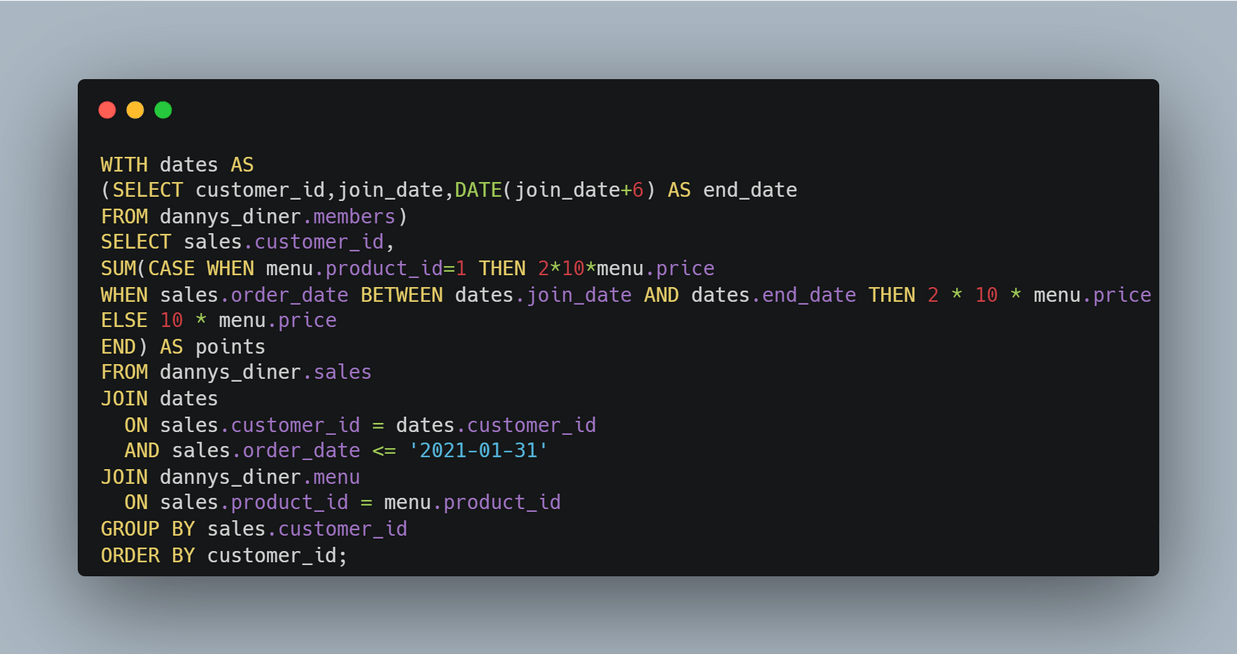 WITH dates AS
(SELECT customer_id,join_date,DATE(join_date+6) AS end_date
FROM dannys_diner.members)
SELECT sales.customer_id,
SUM(CASE WHEN menu.product_id=1 THEN 2*10*menu.price
WHEN sales.order_date BETWEEN dates.join_date AND dates.end_date THEN 2 * 10 * menu.price
ELSE 10 * menu.price
END) AS points
FROM dannys_diner.sales
JOIN dates
  ON sales.customer_id = dates.customer_id
  AND sales.order_date <= '2021-01-31'
JOIN dannys_diner.menu
  ON sales.product_id = menu.product_id
GROUP BY sales.customer_id
ORDER BY customer_id;